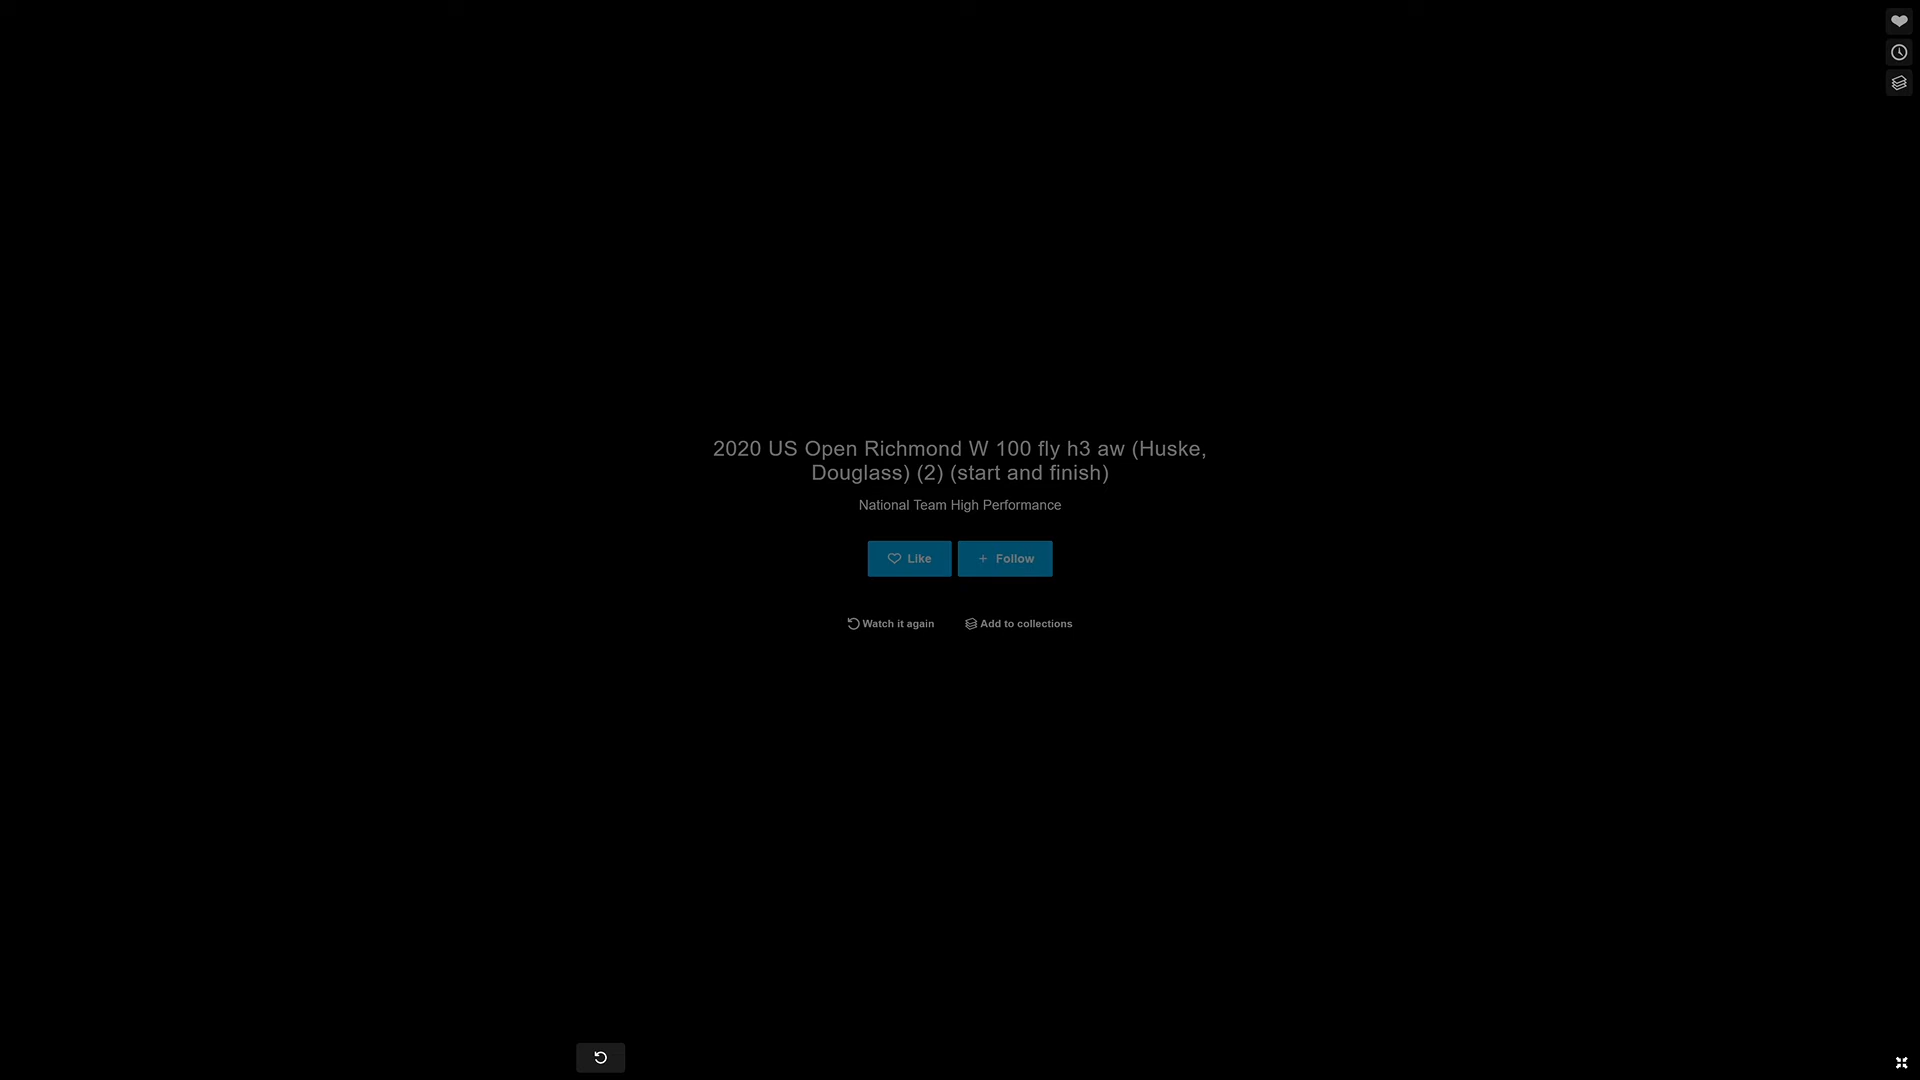 2020 US Open Richmond W 100 fly h3 aw (Huske,
Douglass) (2) (start and finish)
National Team High Performance
Like
+ Follow
Watch it again
Add to collections